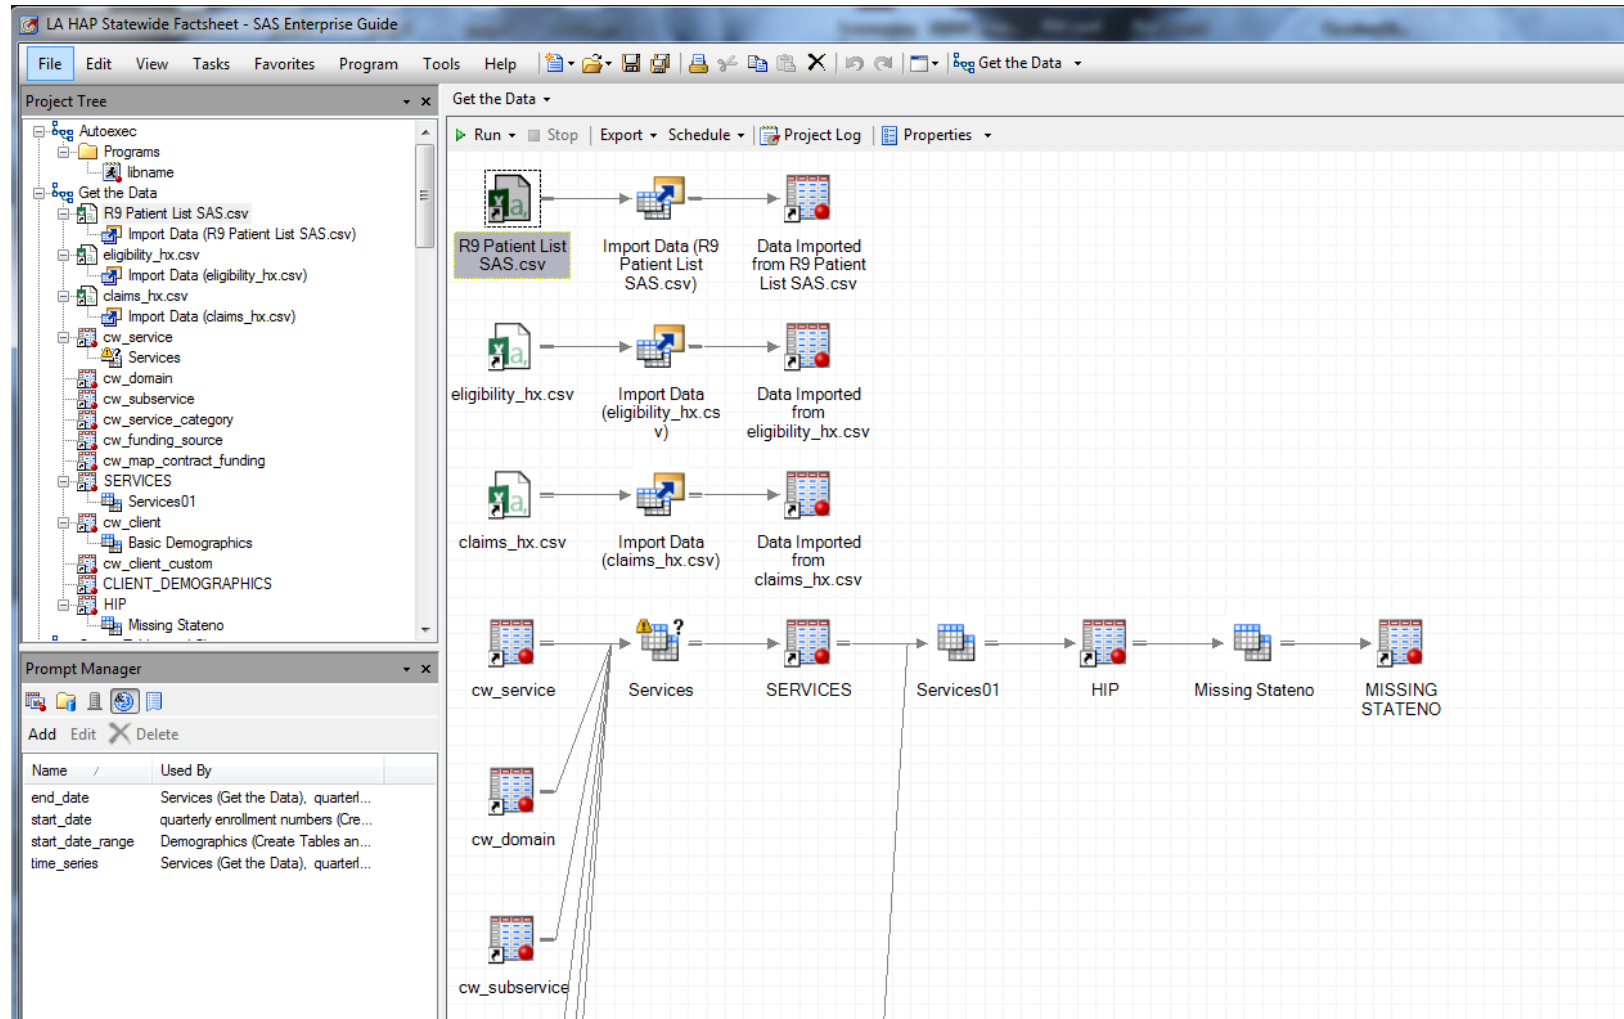 LA HAP Statewide Factsheet - SAS Enterprise Guide
File Edit View Tasks Favorites Program Tools Help Get the Data
Project Tree
Autoexec
Programs
libname
Get the Data
R9 Patient List SAS.csv
Import Data (R9 Patient List SAS.csv)
eligibility_hx.csv
Import Data (eligibility_hx.csv)
claims_hx.csv
Import Data (claims_hx.csv)
cw_service
Services
cw_domain
cw_subservice
cw_service_category
cw_funding_source
cw_map_contract_funding
SERVICES
Services01
cw_client
Basic Demographics
cw_client_custom
CLIENT_DEMOGRAPHICS
HIP
Missing Stateno
Prompt Manager
Add Edit Delete
Name Used By
end_date Services (Get the Data), quarterl...
start_date quarterly enrollment numbers (Cre...
start_date_range Demographics (Create Tables an...
time_series Services (Get the Data), quarterl...
Get the Data
Run Stop Export Schedule Project Log Properties
R9 Patient List
SAS.csv
Import Data (R9
Patient List
SAS.csv)
Data Imported
from R9 Patient
List SAS.csv
eligibility_hx.csv
Import Data
(eligibility_hx.cs
v)
Data Imported
from
eligibility_hx.csv
claims_hx.csv
Import Data
(claims_hx.csv)
Data Imported
from
claims_hx.csv
cw_service
Services
SERVICES
Services01
HIP
Missing Stateno
MISSING
STATENO
cw_domain
cw_subservice